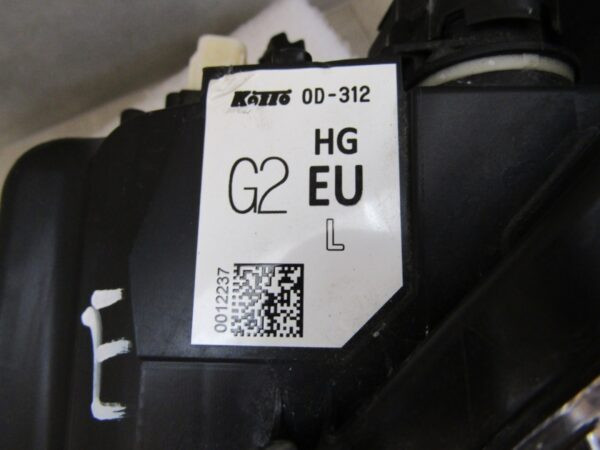 KOITO 0D-312
HG
G2 EU
L
0012237
E